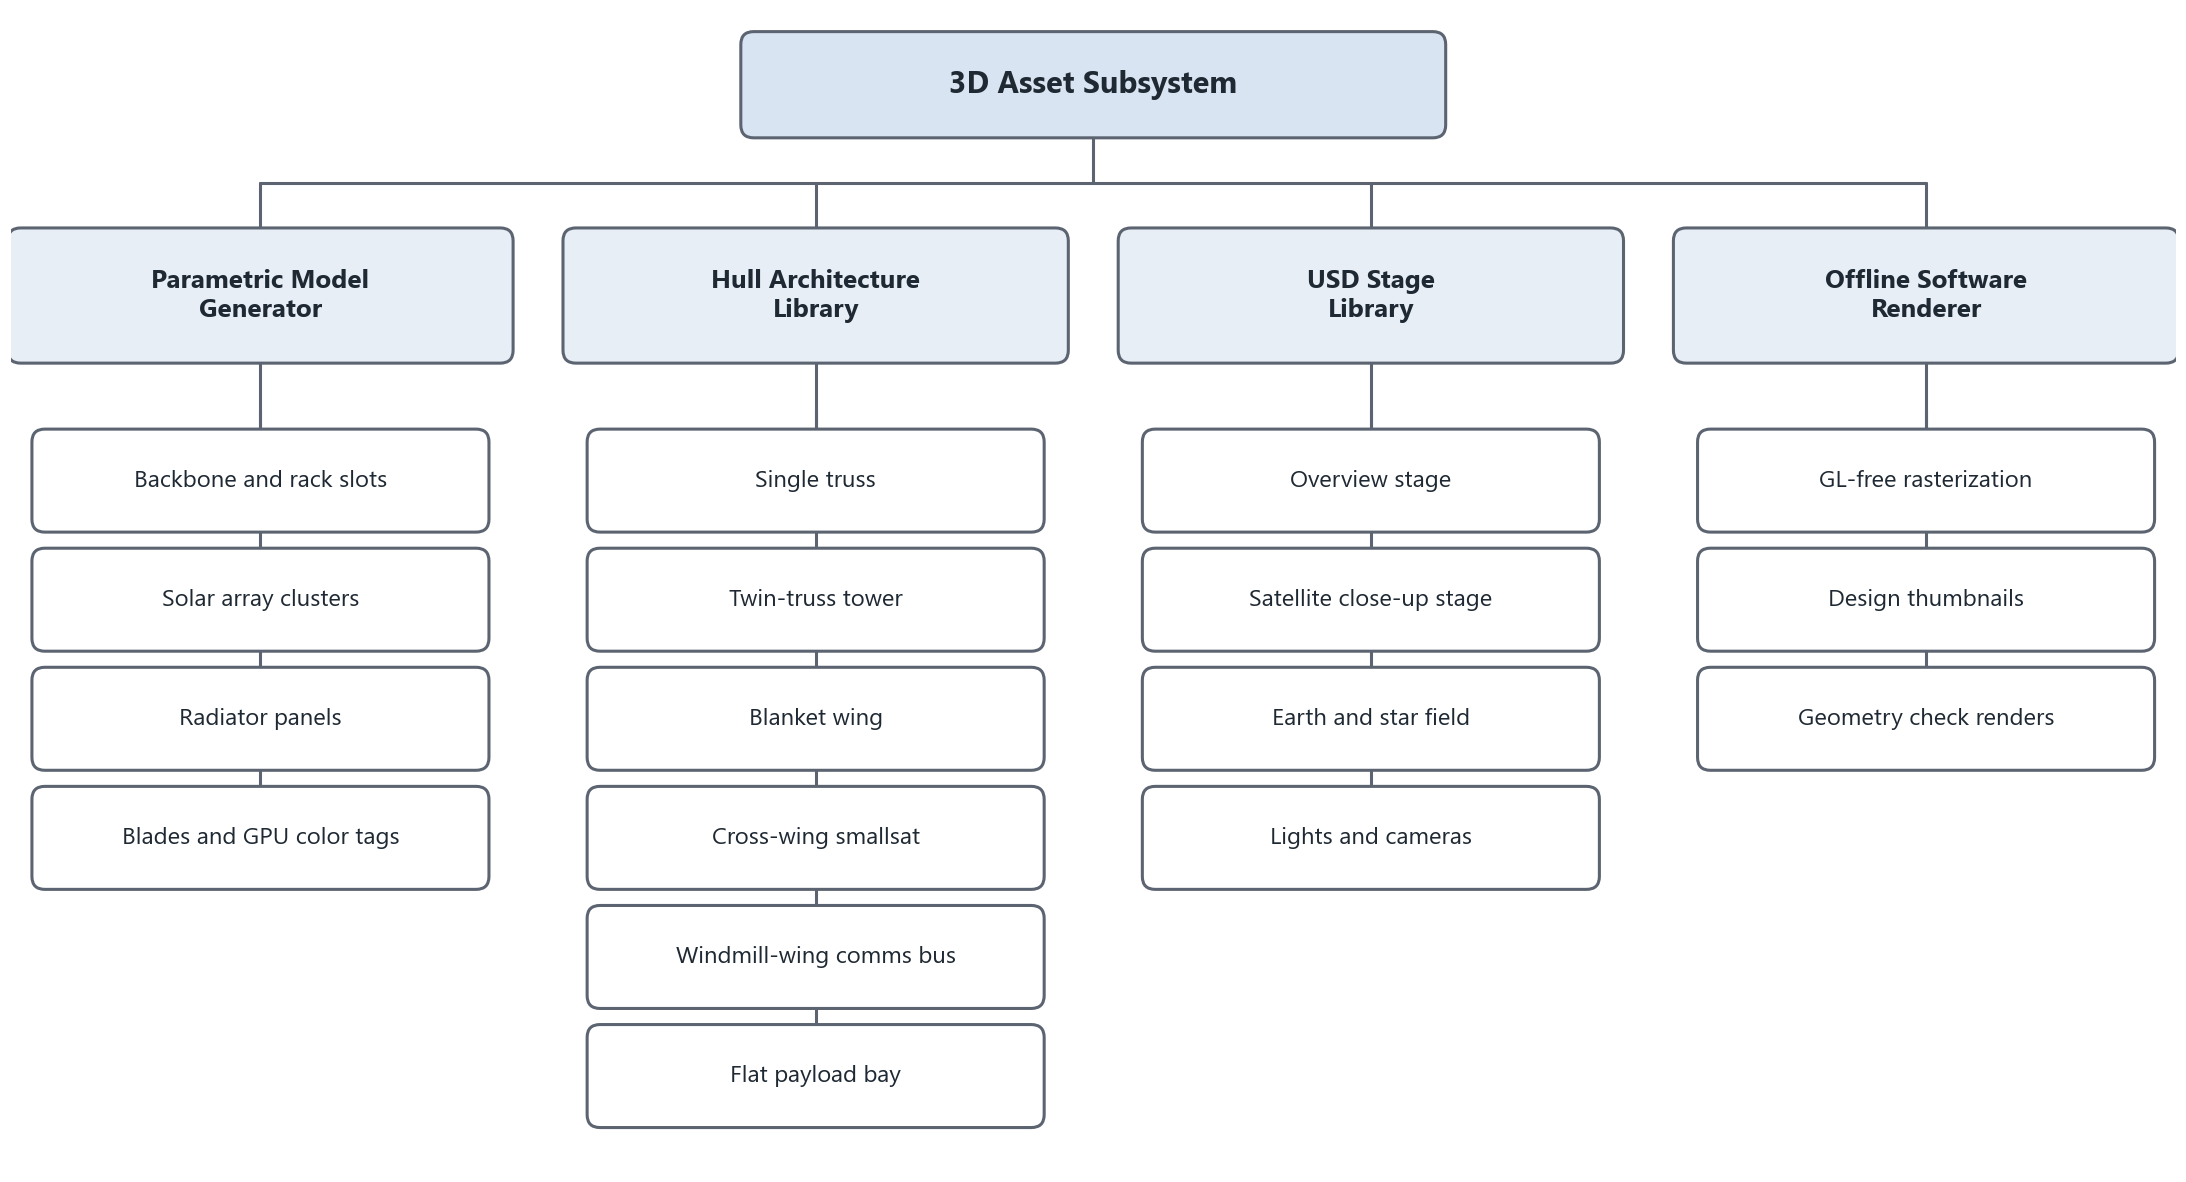 3D Asset Subsystem
Parametric Model
Generator
Backbone and rack slots
Solar array clusters
Radiator panels
Blades and GPU color tags
Hull Architecture
Library
Single truss
Twin-truss tower
Blanket wing
Cross-wing smallsat
Windmill-wing comms bus
Flat payload bay
USD Stage
Library
Overview stage
Satellite close-up stage
Earth and star field
Lights and cameras
Offline Software
Renderer
GL-free rasterization
Design thumbnails
Geometry check renders